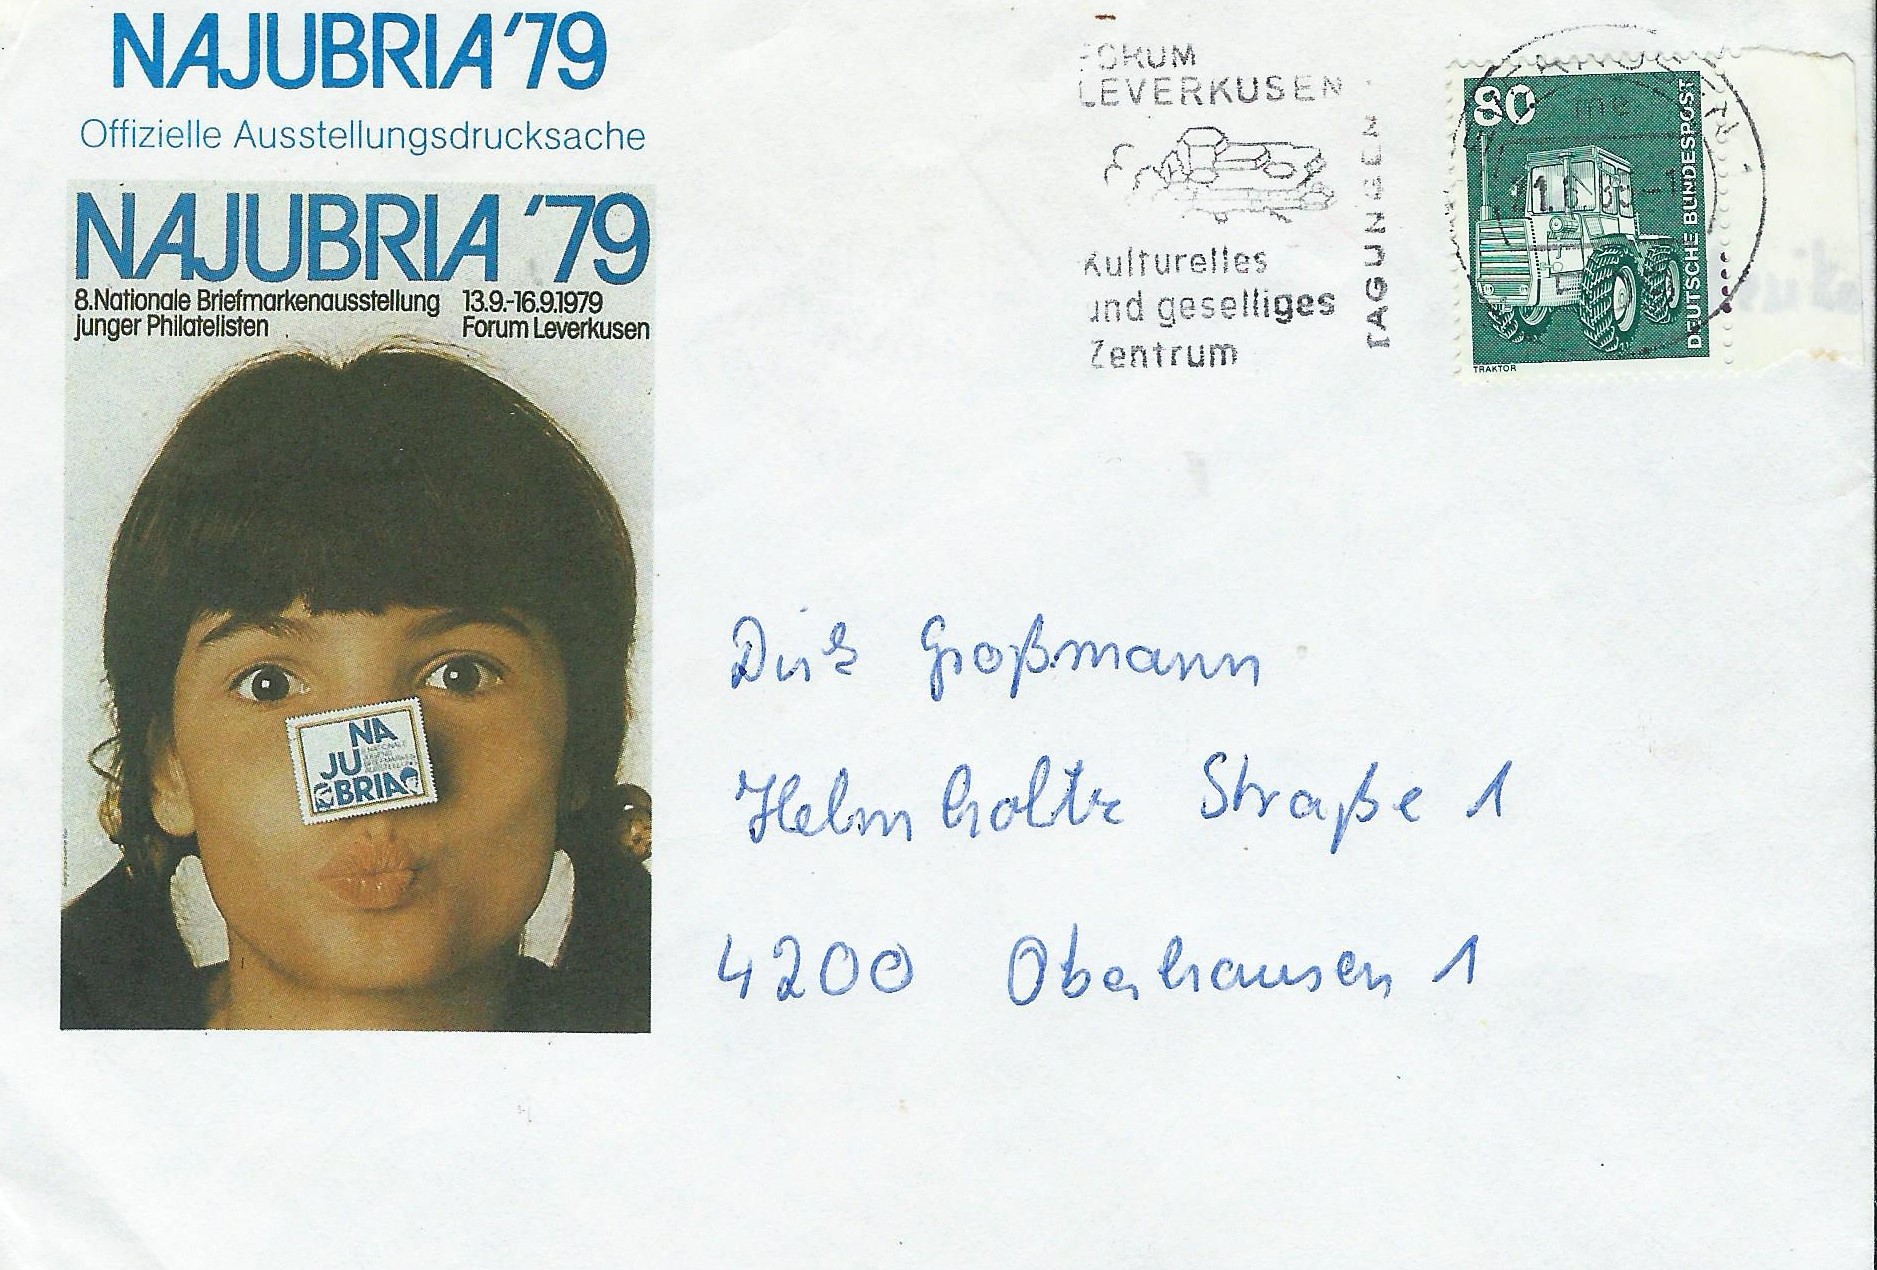 NAJUBRIA '79
Offizielle Ausstellungsdrucksache
NAJUBRIA '79
8.Nationale Briefmarkenausstellung
junger Philatelisten
13.9.-16.9.1979
Forum Leverkusen
NA
JU
BRIA
FORUM
LEVERKUSEN
Kulturelles
und geselliges
Zentrum
TAGUNGEN
80
DEUTSCHE BUNDESPOST
TRAKTOR
Dirk Großmann
Helmholtz Straße 1
4200 Oberhausen 1